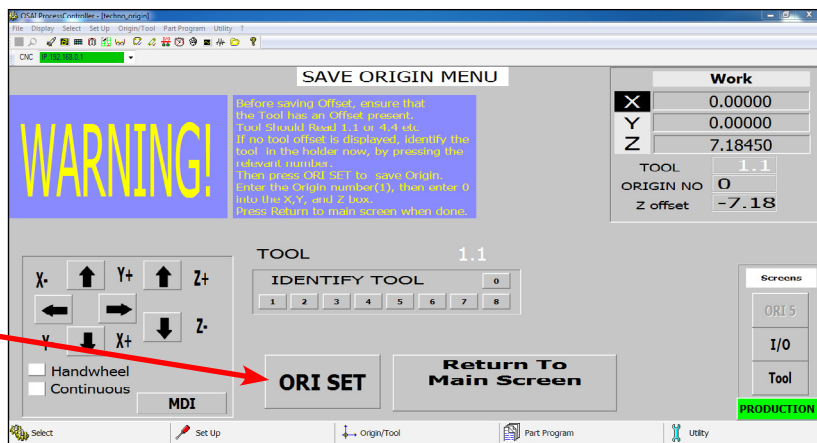 OSAI ProcessController - [techno_origin]
File Display Select Set Up Origin/Tool Part Program Utility ?
CNC IP:192.168.0.1
SAVE ORIGIN MENU
WARNING!
Before saving Offset, ensure that
the Tool has an Offset present.
Tool Should Read 1.1 or 4.4 etc
If no tool offset is displayed, identify the
tool in the holder now, by pressing the
relevant number.
Then press ORI SET to save Origin.
Enter the Origin number(1), then enter 0
into the X,Y, and Z box.
Press Return to main screen when done.
Work
X 0.00000
Y 0.00000
Z 7.18450
TOOL 1.1
ORIGIN NO 0
Z offset -7.18
TOOL 1.1
IDENTIFY TOOL 0
1 2 3 4 5 6 7 8
X- Y+ Z+
Y X+ Z-
Handwheel
Continuous
MDI
ORI SET
Return To
Main Screen
Screens
ORI 5
I/O
Tool
PRODUCTION
Select Set Up Origin/Tool Part Program Utility